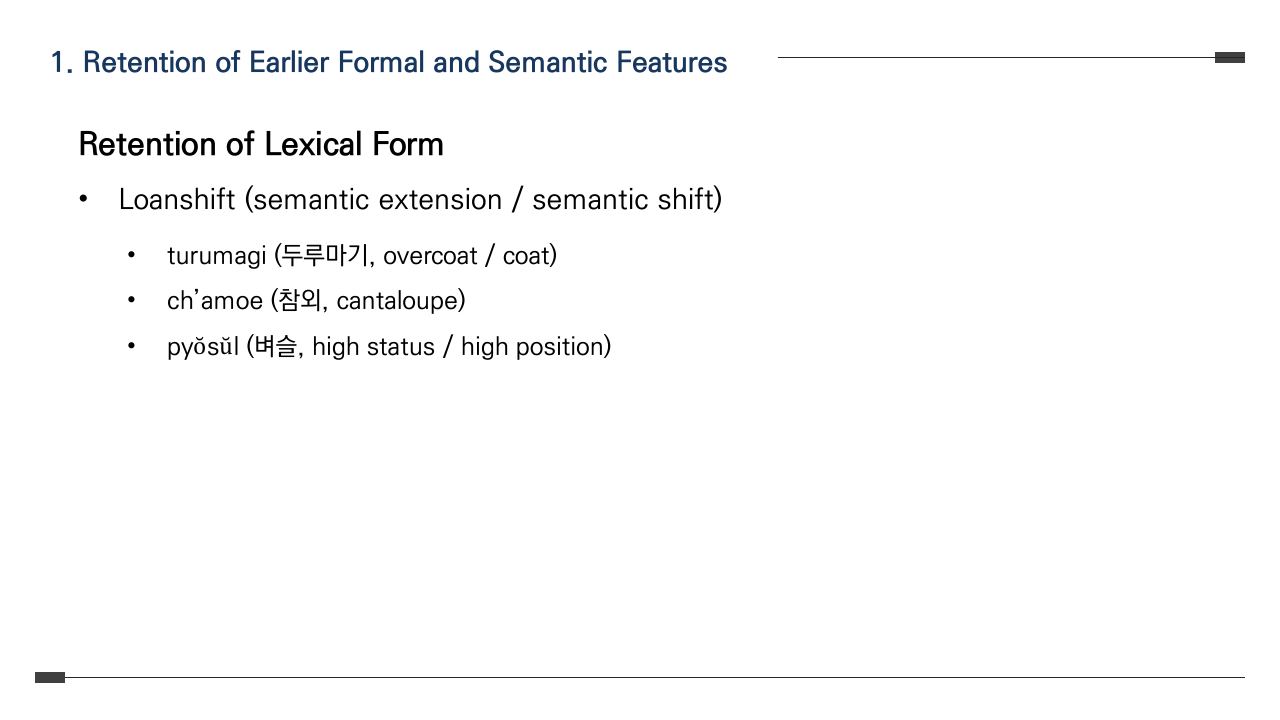 1. Retention of Earlier Formal and Semantic Features
Retention of Lexical Form
• Loanshift (semantic extension / semantic shift)
• turumagi (두루마기, overcoat / coat)
• ch’amoe (참외, cantaloupe)
• pyŏsŭl (벼슬, high status / high position)